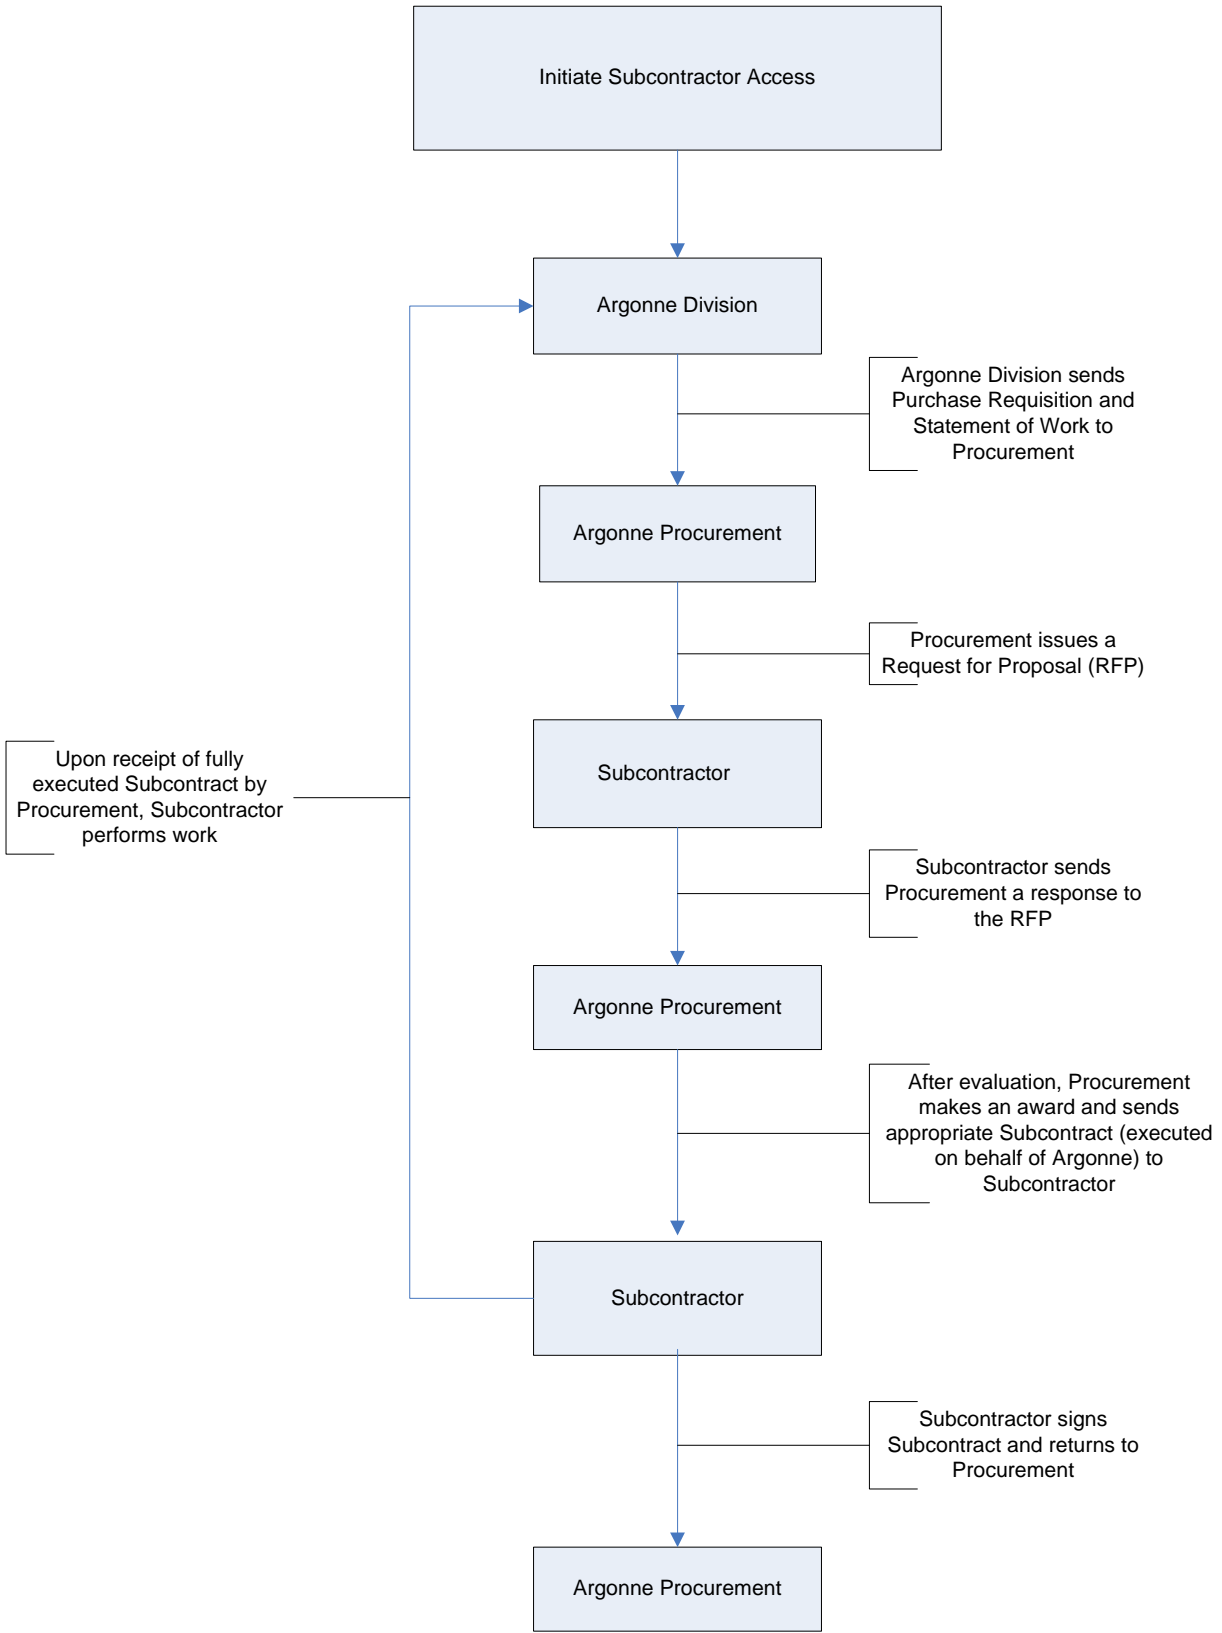 Initiate Subcontractor Access
Argonne Division
Argonne Division sends
Purchase Requisition and
Statement of Work to
Procurement
Argonne Procurement
Procurement issues a
Request for Proposal (RFP)
Subcontractor
Upon receipt of fully
executed Subcontract by
Procurement, Subcontractor
performs work
Subcontractor sends
Procurement a response to
the RFP
Argonne Procurement
After evaluation, Procurement
makes an award and sends
appropriate Subcontract (executed
on behalf of Argonne) to
Subcontractor
Subcontractor
Subcontractor signs
Subcontract and returns to
Procurement
Argonne Procurement